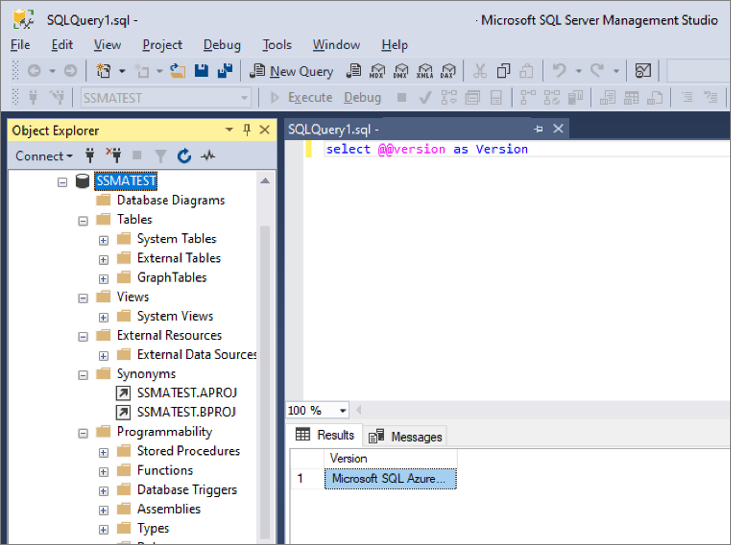 SQLQuery1.sql -
- Microsoft SQL Server Management Studio
File Edit View Project Debug Tools Window Help
New Query MDX DMX XMLA DAX
SSMATEST Execute Debug
Object Explorer
Connect
SSMATEST
Database Diagrams
Tables
System Tables
External Tables
GraphTables
Views
System Views
External Resources
External Data Sources
Synonyms
SSMATEST.APROJ
SSMATEST.BPROJ
Programmability
Stored Procedures
Functions
Database Triggers
Assemblies
Types
SQLQuery1.sql -
select @@version as Version
100 %
Results Messages
Version
1 Microsoft SQL Azure...